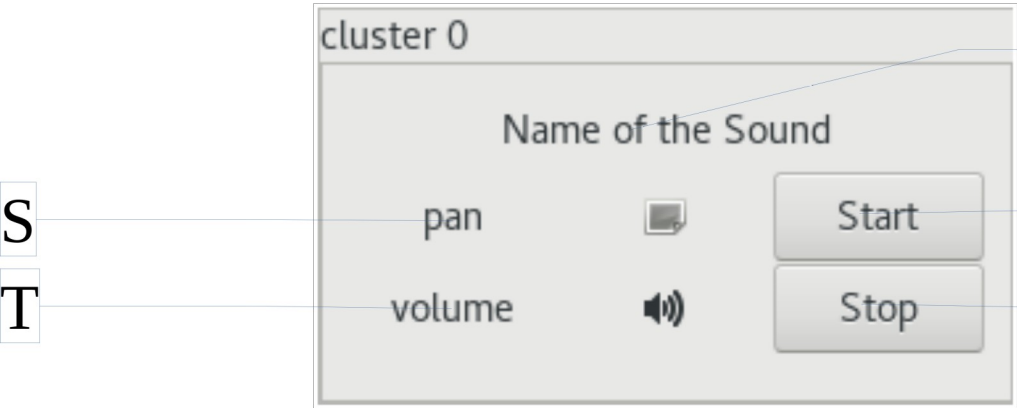 cluster 0
Name of the Sound
S pan Start
T volume Stop